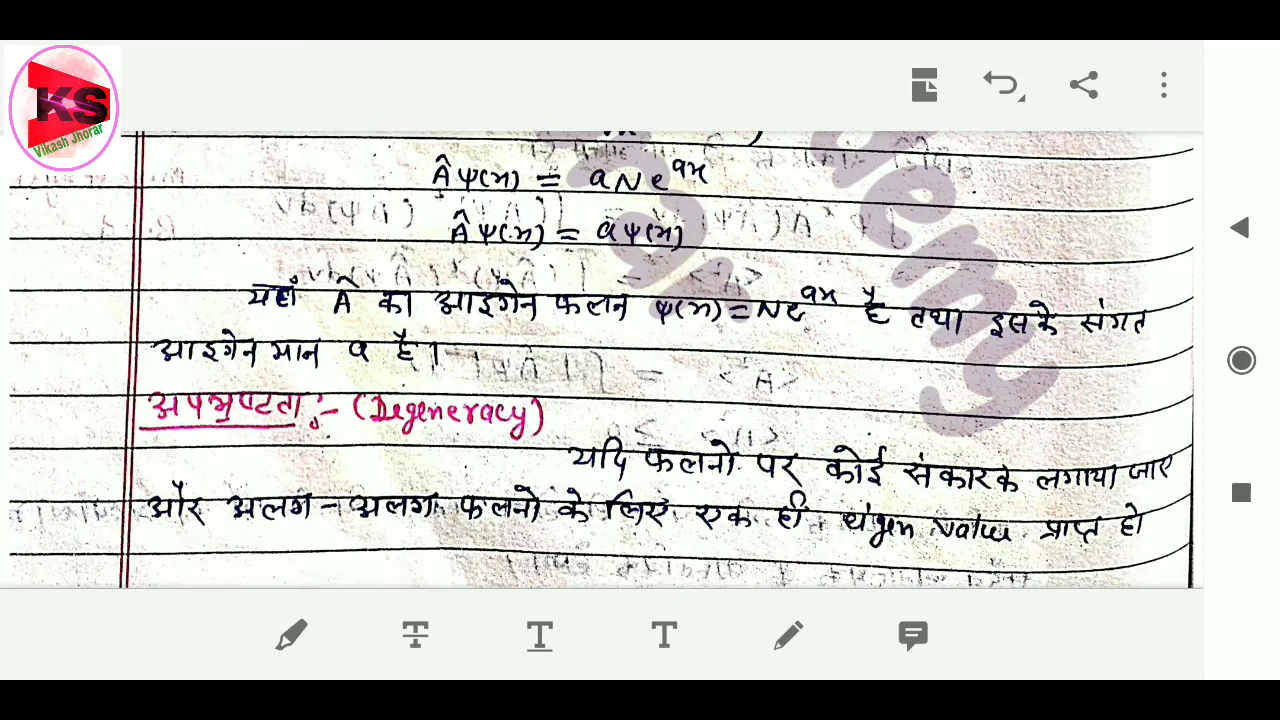 KS
Vikash Jhorar
Âψ(x) = aNe^ax
Âψ(x) = aψ(x)
यहाँ Â का आइगेन फलन ψ(x)=Ne^ax है तथा इसके संगत
आइगेन मान a है।
अपभ्रष्टता :- (Degeneracy)
यदि फलनो पर कोई संकारक लगाया जाए
और अलग-अलग फलनो के लिए एक ही eigen value प्राप्त हो